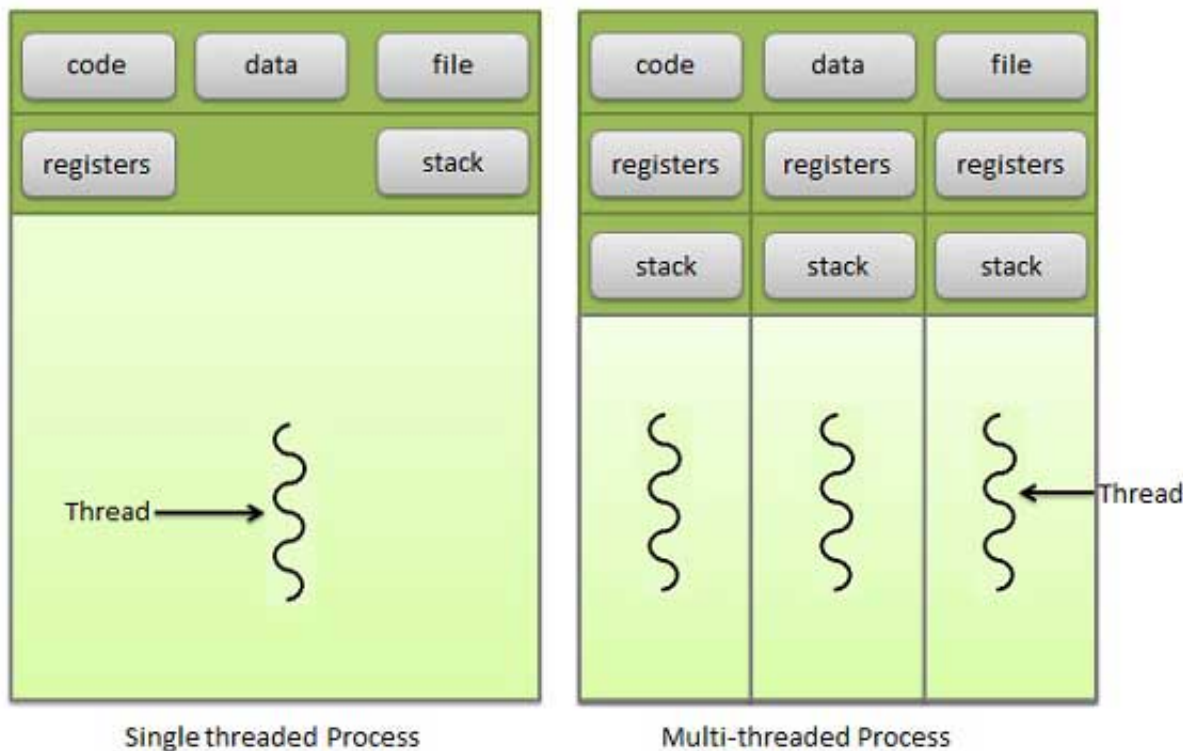 code data file
registers stack
Thread
Single threaded Process
code data file
registers registers registers
stack stack stack
Thread
Multi-threaded Process